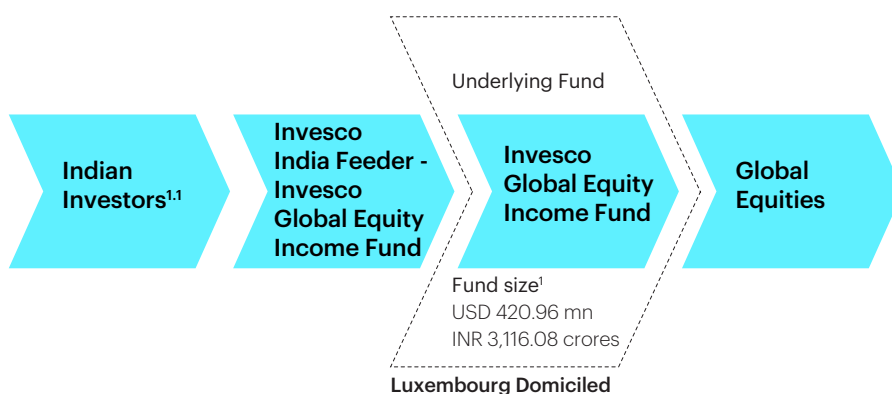 Underlying Fund
Indian
Investors1.1
Invesco
India Feeder -
Invesco
Global Equity
Income Fund
Invesco
Global Equity
Income Fund
Global
Equities
Fund size1
USD 420.96 mn
INR 3,116.08 crores
Luxembourg Domiciled